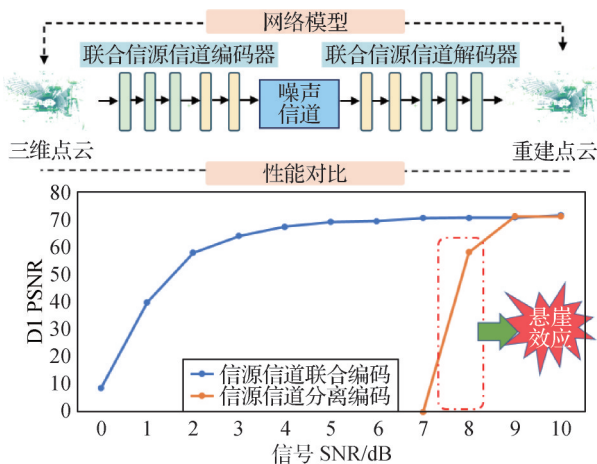 网络模型
联合信源信道编码器
联合信源信道解码器
噪声
信道
三维点云
重建点云
性能对比
80
70
60
50
40
30
20
10
0
D1 PSNR
悬崖
效应
信源信道联合编码
信源信道分离编码
0 1 2 3 4 5 6 7 8 9 10
信号 SNR/dB